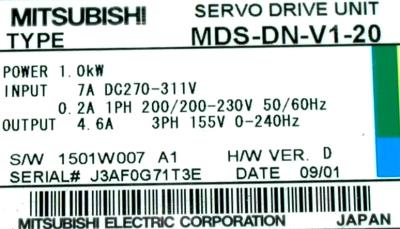 MITSUBISHI SERVO DRIVE UNIT
TYPE MDS-DN-V1-20
POWER 1.0kW
INPUT 7A DC270-311V
0.2A 1PH 200/200-230V 50/60Hz
OUTPUT 4.6A 3PH 155V 0-240Hz
S/W 1501W007 A1 H/W VER. D
SERIAL# J3AF0G71T3E DATE 09/01
MITSUBISHI ELECTRIC CORPORATION JAPAN